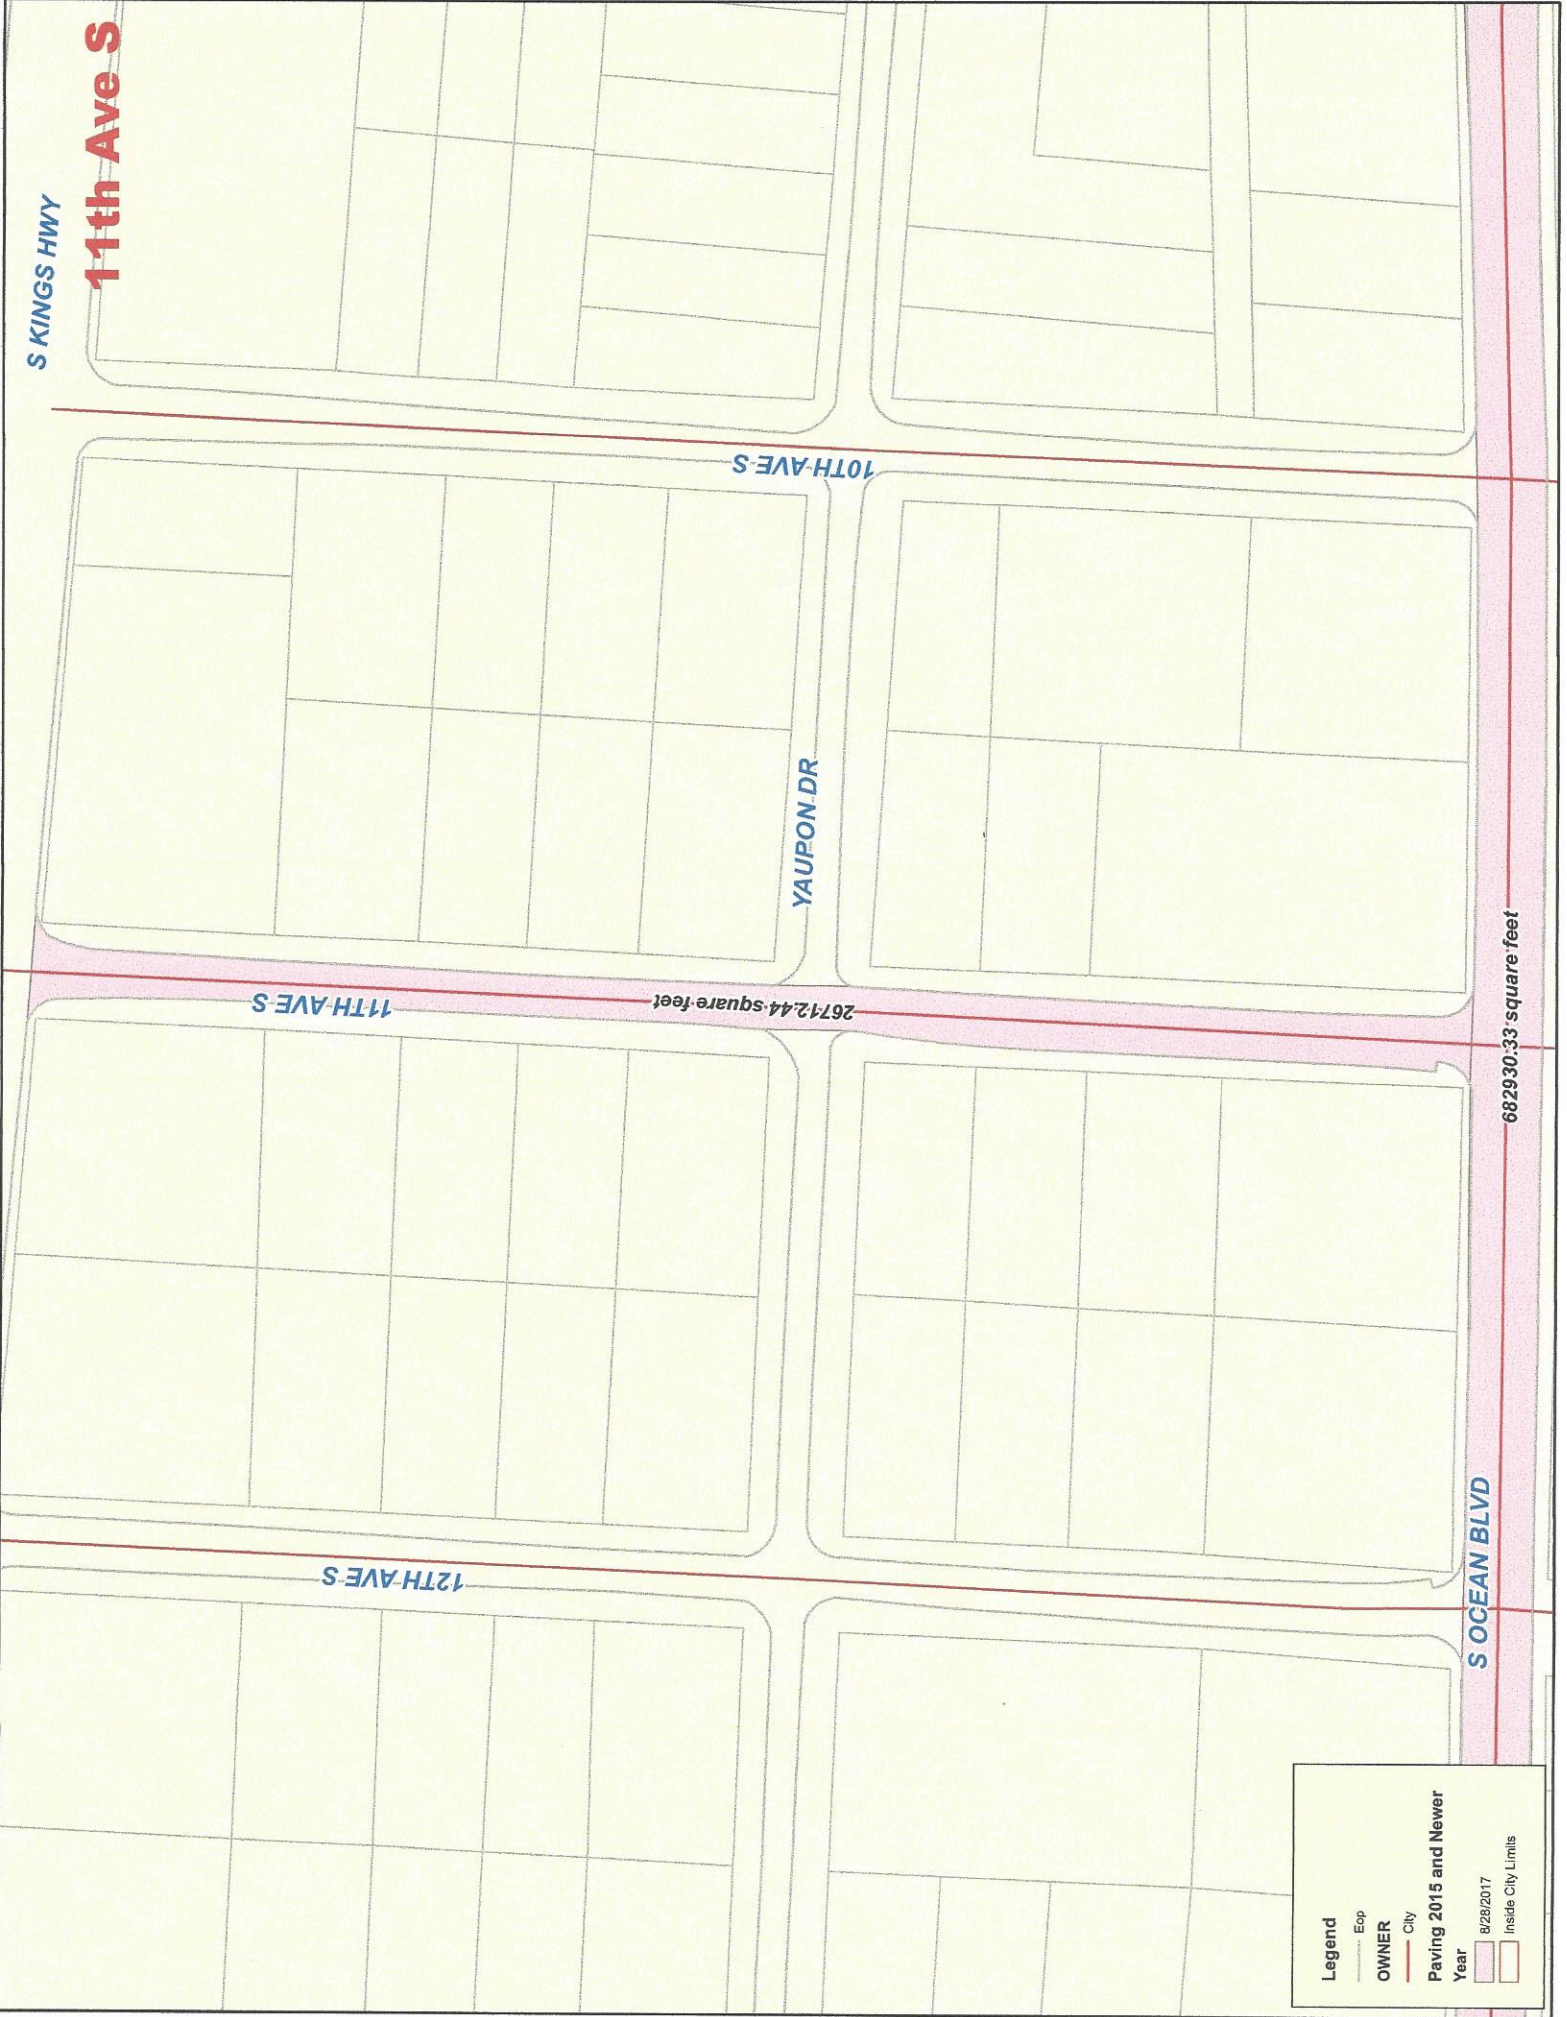 11th Ave S
S KINGS HWY
10TH AVE S
YAUPON DR
11TH AVE S
26712.44 square feet
682930.33 square feet
12TH AVE S
S OCEAN BLVD
Legend
Eop
OWNER
City
Paving 2015 and Newer
Year
8/28/2017
Inside City Limits